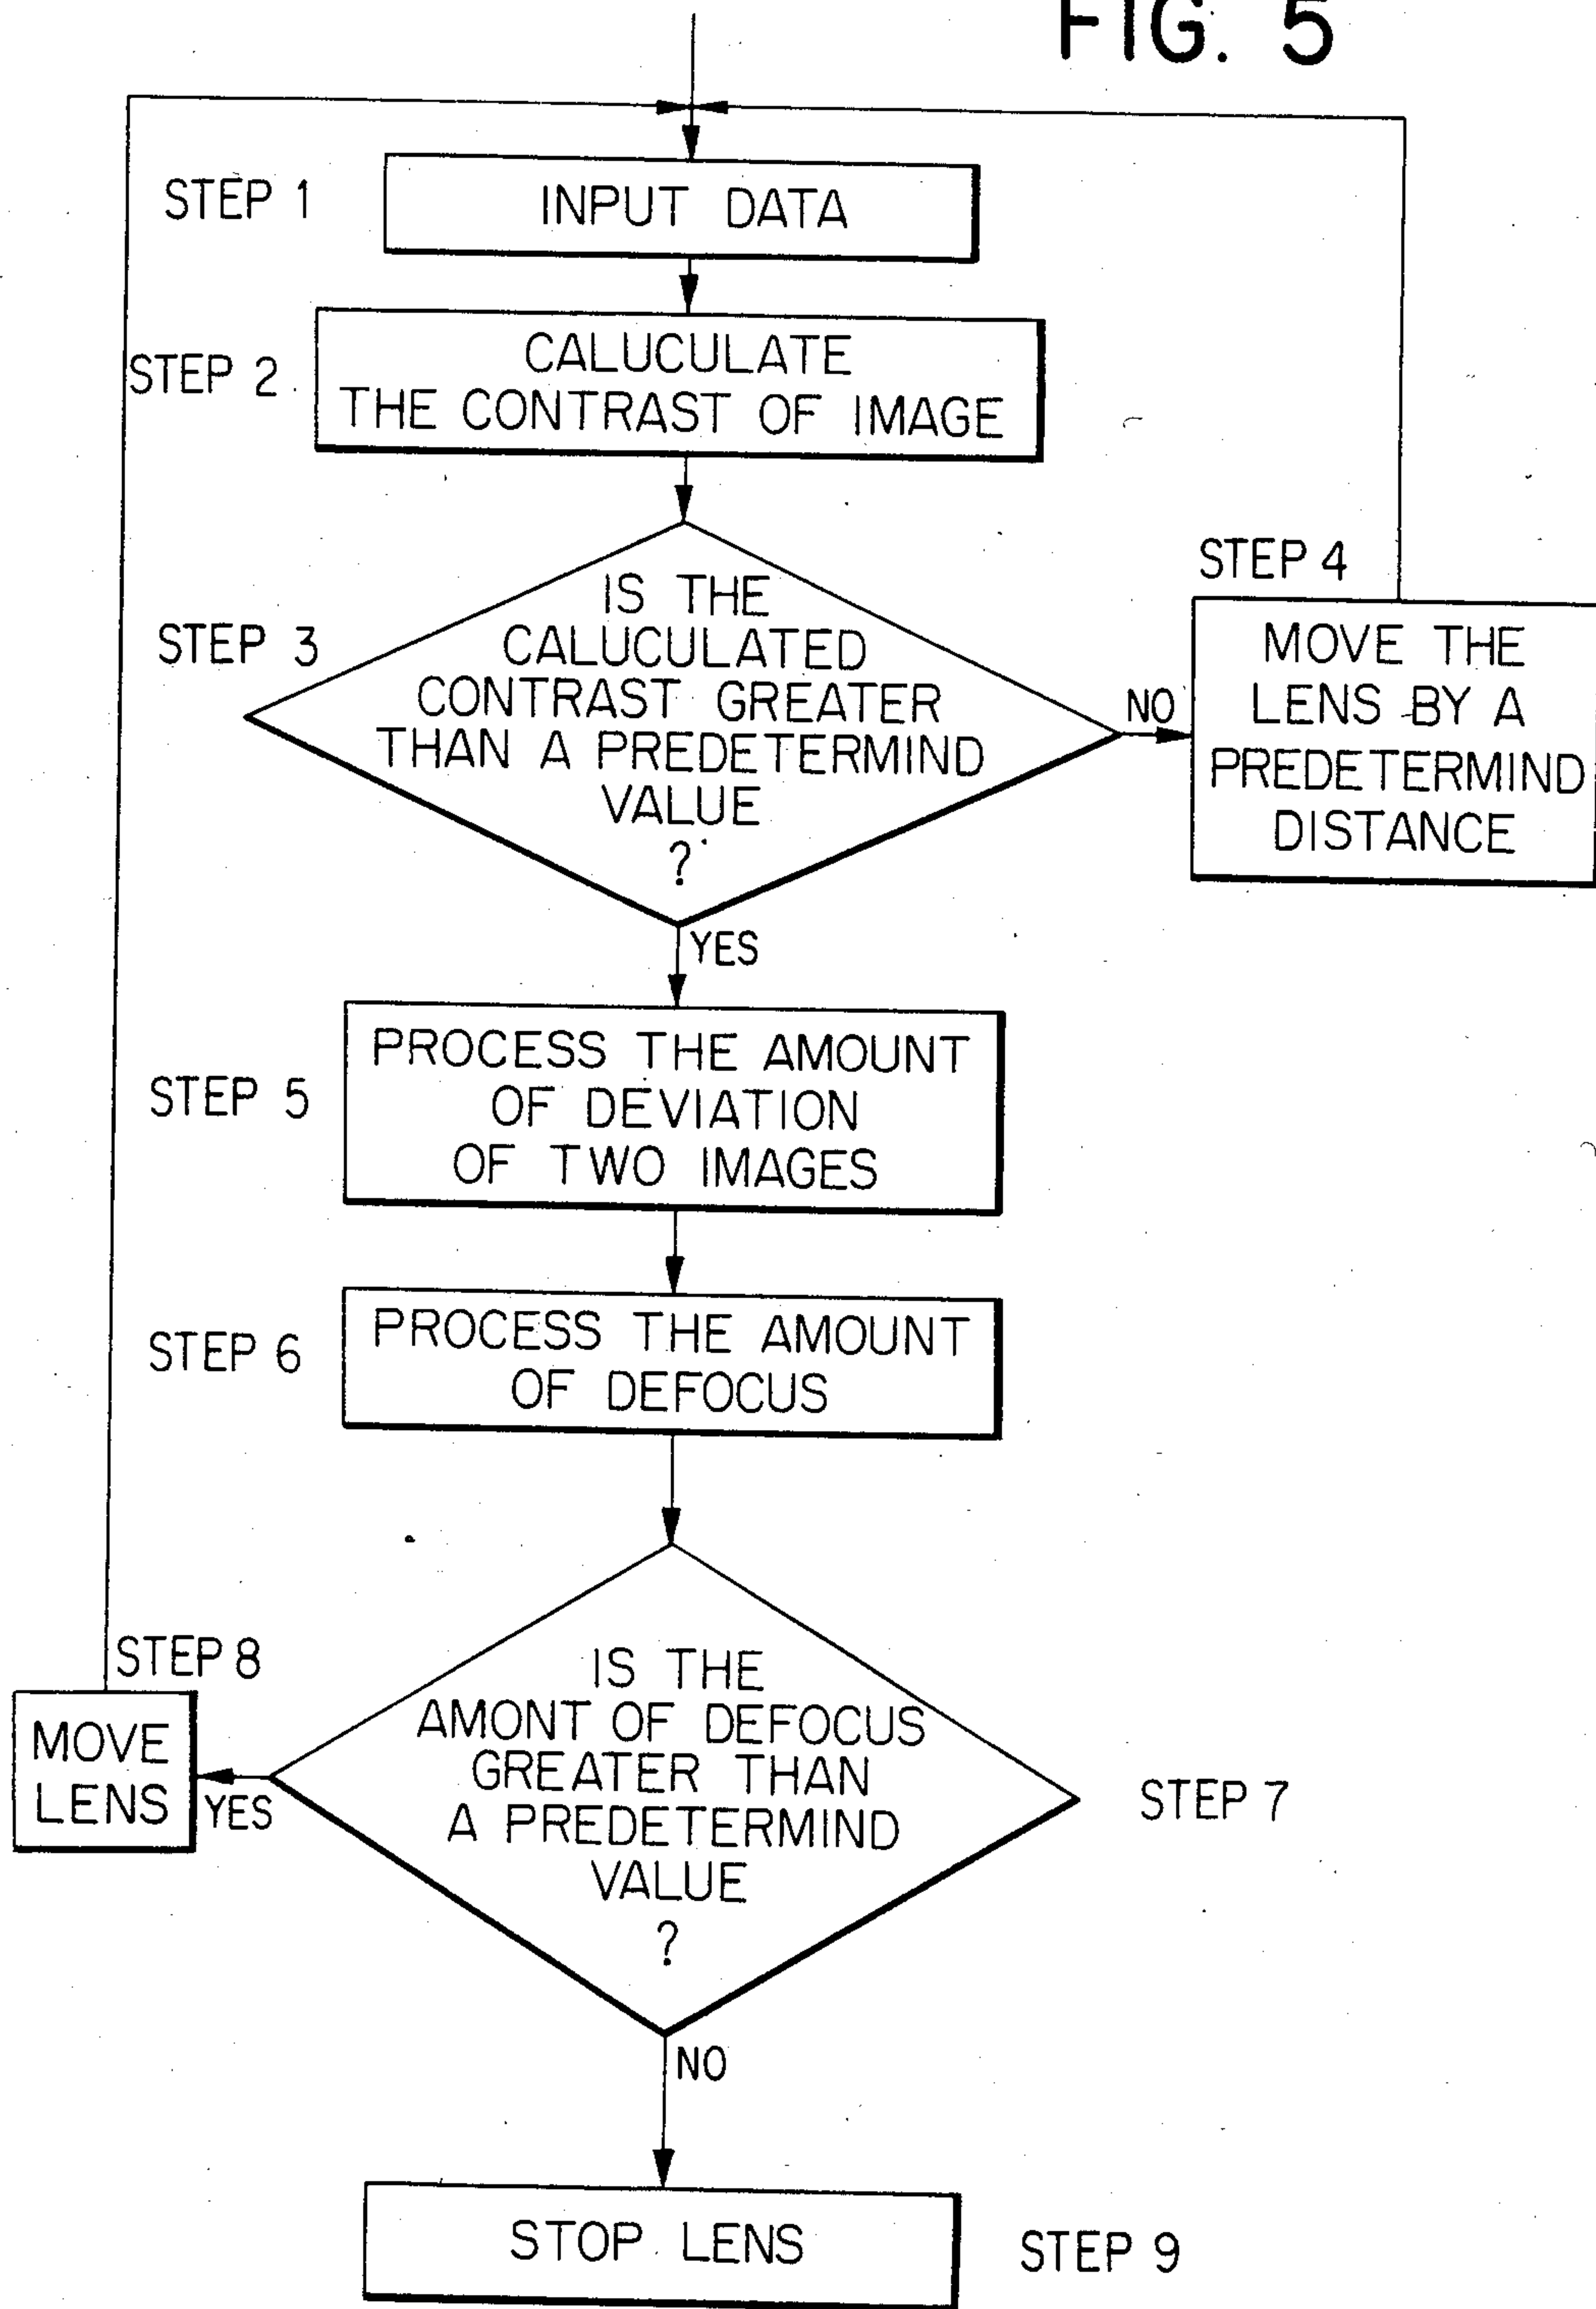 FIG. 5
STEP 1
INPUT DATA
STEP 2
CALUCULATE
THE CONTRAST OF IMAGE
STEP 3
IS THE
CALUCULATED
CONTRAST GREATER
THAN A PREDETERMIND
VALUE
?
NO
STEP 4
MOVE THE
LENS BY A
PREDETERMIND
DISTANCE
YES
STEP 5
PROCESS THE AMOUNT
OF DEVIATION
OF TWO IMAGES
STEP 6
PROCESS THE AMOUNT
OF DEFOCUS
STEP 8
MOVE
LENS
YES
IS THE
AMONT OF DEFOCUS
GREATER THAN
A PREDETERMIND
VALUE
?
STEP 7
NO
STOP LENS
STEP 9